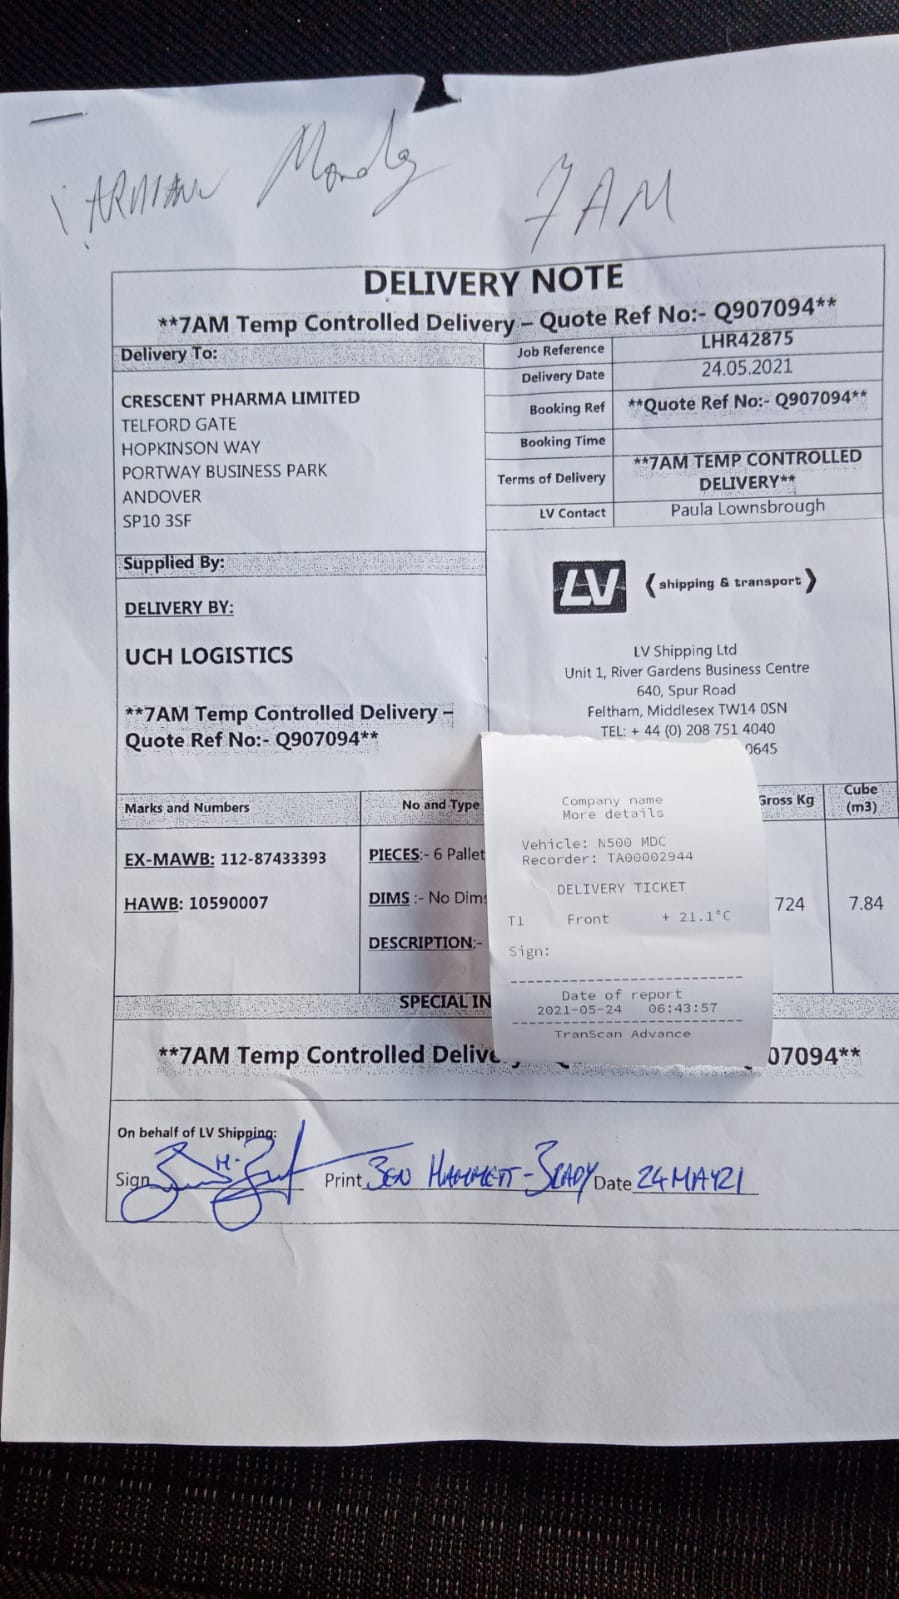 Monday 7AM
DELIVERY NOTE
**7AM Temp Controlled Delivery – Quote Ref No:- Q907094**
Delivery To:
CRESCENT PHARMA LIMITED
TELFORD GATE
HOPKINSON WAY
PORTWAY BUSINESS PARK
ANDOVER
SP10 3SF
Job Reference LHR42875
Delivery Date 24.05.2021
Booking Ref **Quote Ref No:- Q907094**
Booking Time
Terms of Delivery **7AM TEMP CONTROLLED
DELIVERY**
LV Contact Paula Lownsbrough
Supplied By:
DELIVERY BY:
UCH LOGISTICS
**7AM Temp Controlled Delivery –
Quote Ref No:- Q907094**
LV (shipping & transport)
LV Shipping Ltd
Unit 1, River Gardens Business Centre
640, Spur Road
Feltham, Middlesex TW14 0SN
TEL: + 44 (0) 208 751 4040
0645
Marks and Numbers No and Type Gross Kg Cube
(m3)
EX-MAWB: 112-87433393
HAWB: 10590007
PIECES:- 6 Pallet
DIMS :- No Dims
DESCRIPTION:-
724 7.84
Company name
More details
Vehicle: N500 MDC
Recorder: TA00002944
DELIVERY TICKET
T1 Front + 21.1°C
Sign:
Date of report
2021-05-24 06:43:57
TranScan Advance
SPECIAL IN
**7AM Temp Controlled Delive 07094**
On behalf of LV Shipping:
Sign Print BEN HAMMETT-BRADY Date 24MAY21